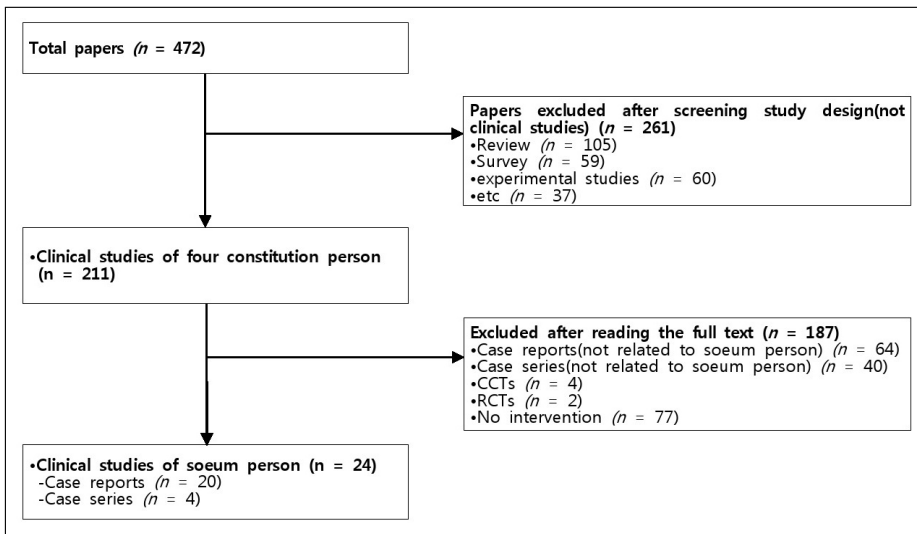 Total papers (n = 472)
Papers excluded after screening study design(not
clinical studies) (n = 261)
•Review (n = 105)
•Survey (n = 59)
•experimental studies (n = 60)
•etc (n = 37)
•Clinical studies of four constitution person
(n = 211)
Excluded after reading the full text (n = 187)
•Case reports(not related to soeum person) (n = 64)
•Case series(not related to soeum person) (n = 40)
•CCTs (n = 4)
•RCTs (n = 2)
•No intervention (n = 77)
•Clinical studies of soeum person (n = 24)
-Case reports (n = 20)
-Case series (n = 4)